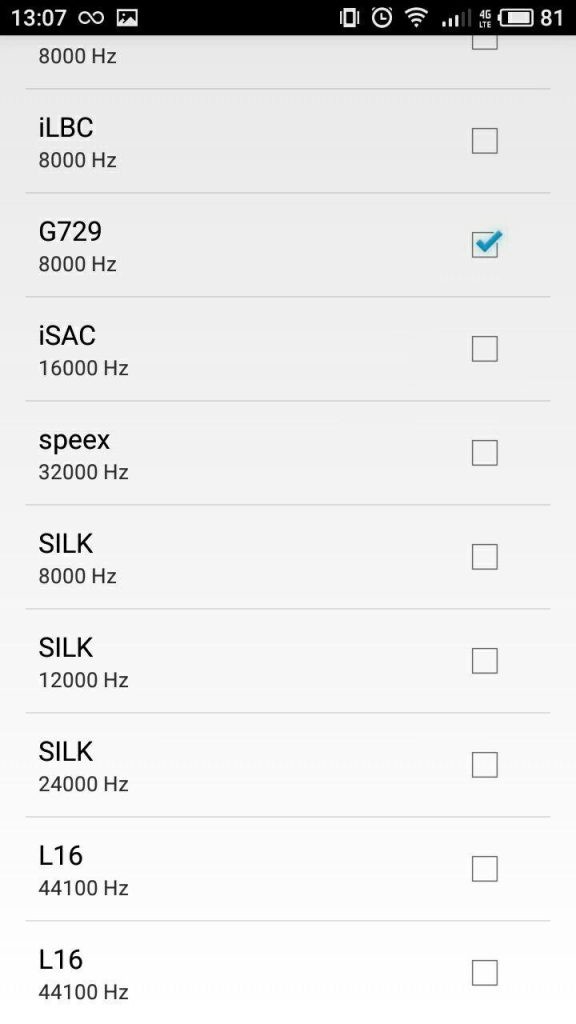 13:07 4G LTE 81
8000 Hz
iLBC
8000 Hz
G729
8000 Hz
iSAC
16000 Hz
speex
32000 Hz
SILK
8000 Hz
SILK
12000 Hz
SILK
24000 Hz
L16
44100 Hz
L16
44100 Hz